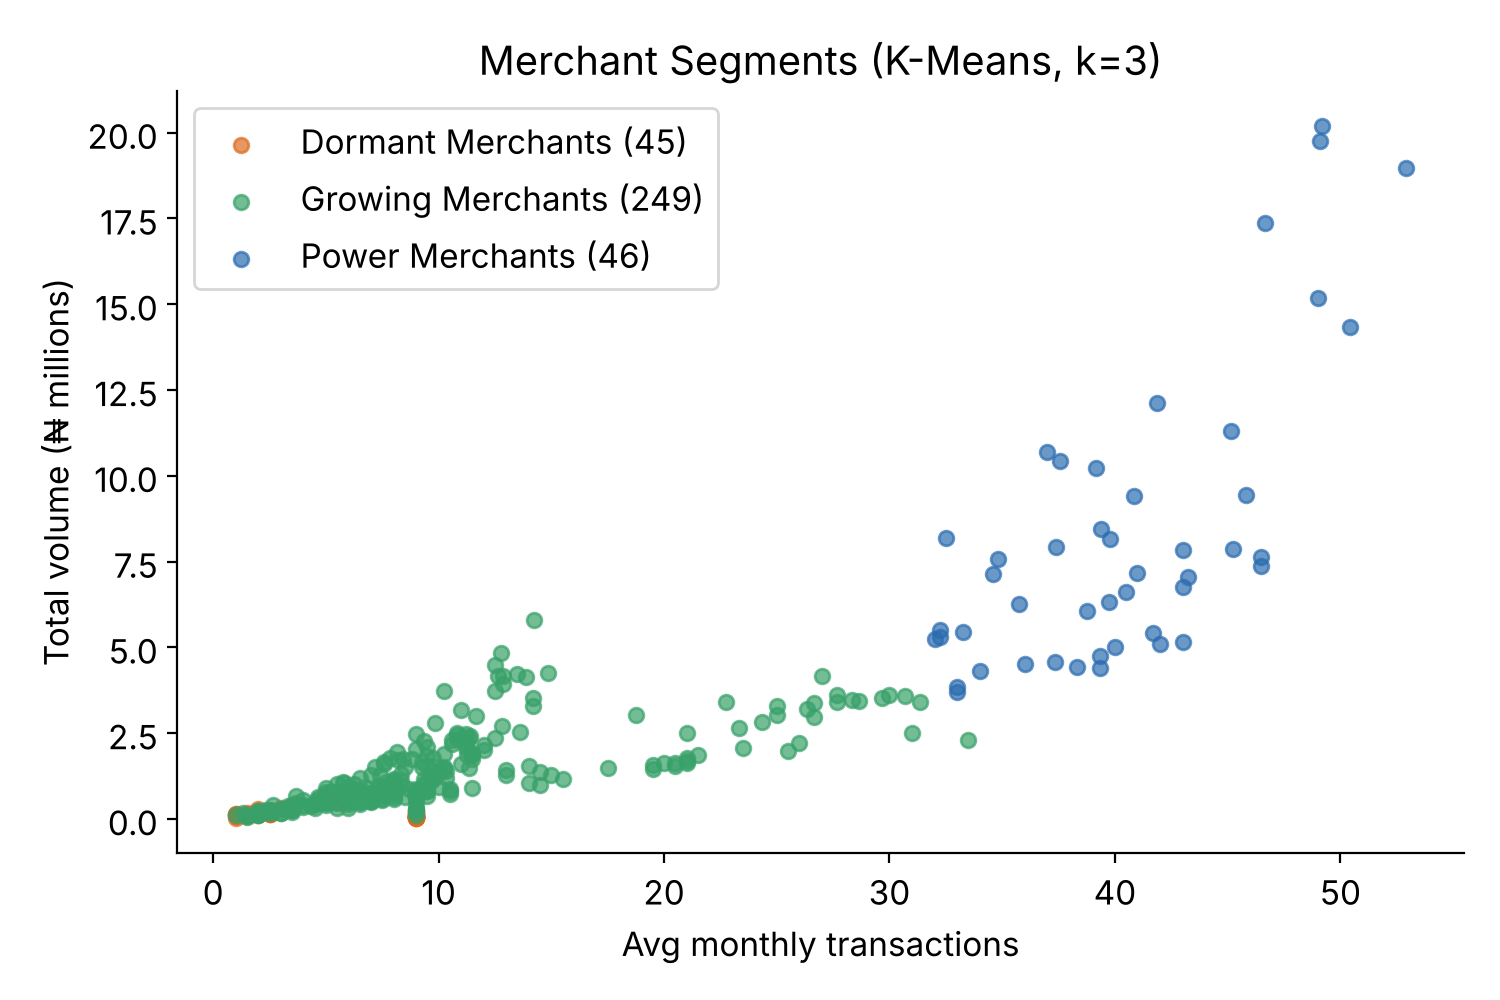 Merchant Segments (K-Means, k=3)
Dormant Merchants (45)
Growing Merchants (249)
Power Merchants (46)
Total volume (₦ millions)
20.0
17.5
15.0
12.5
10.0
7.5
5.0
2.5
0.0
0 10 20 30 40 50
Avg monthly transactions